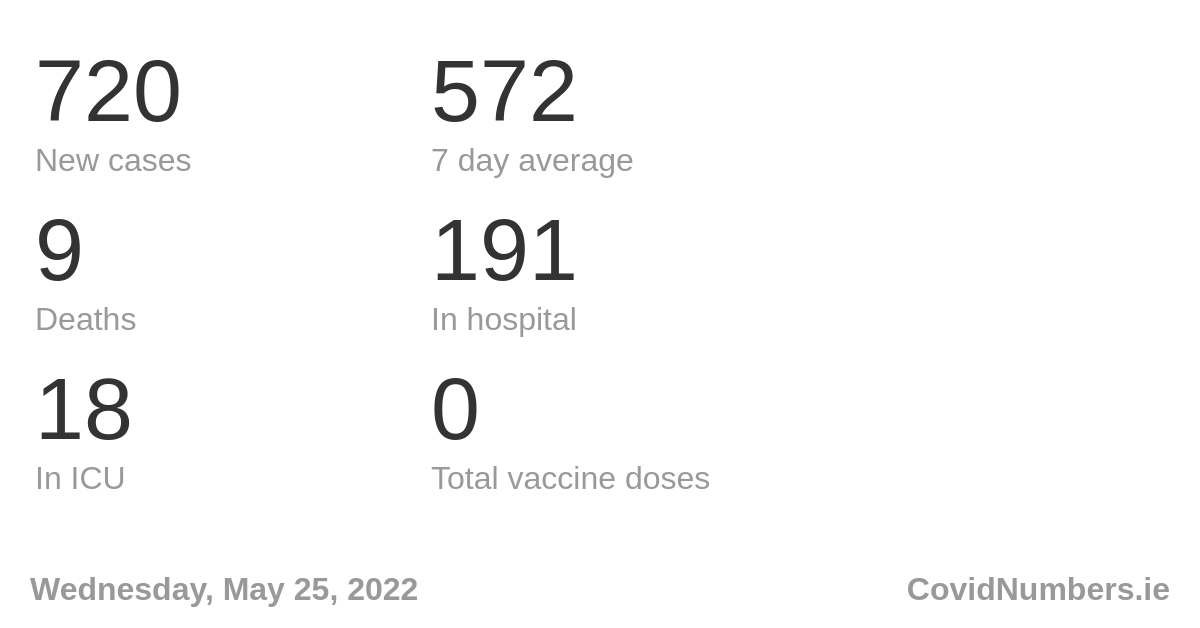 720
New cases
572
7 day average
9
Deaths
191
In hospital
18
In ICU
0
Total vaccine doses
Wednesday, May 25, 2022
CovidNumbers.ie